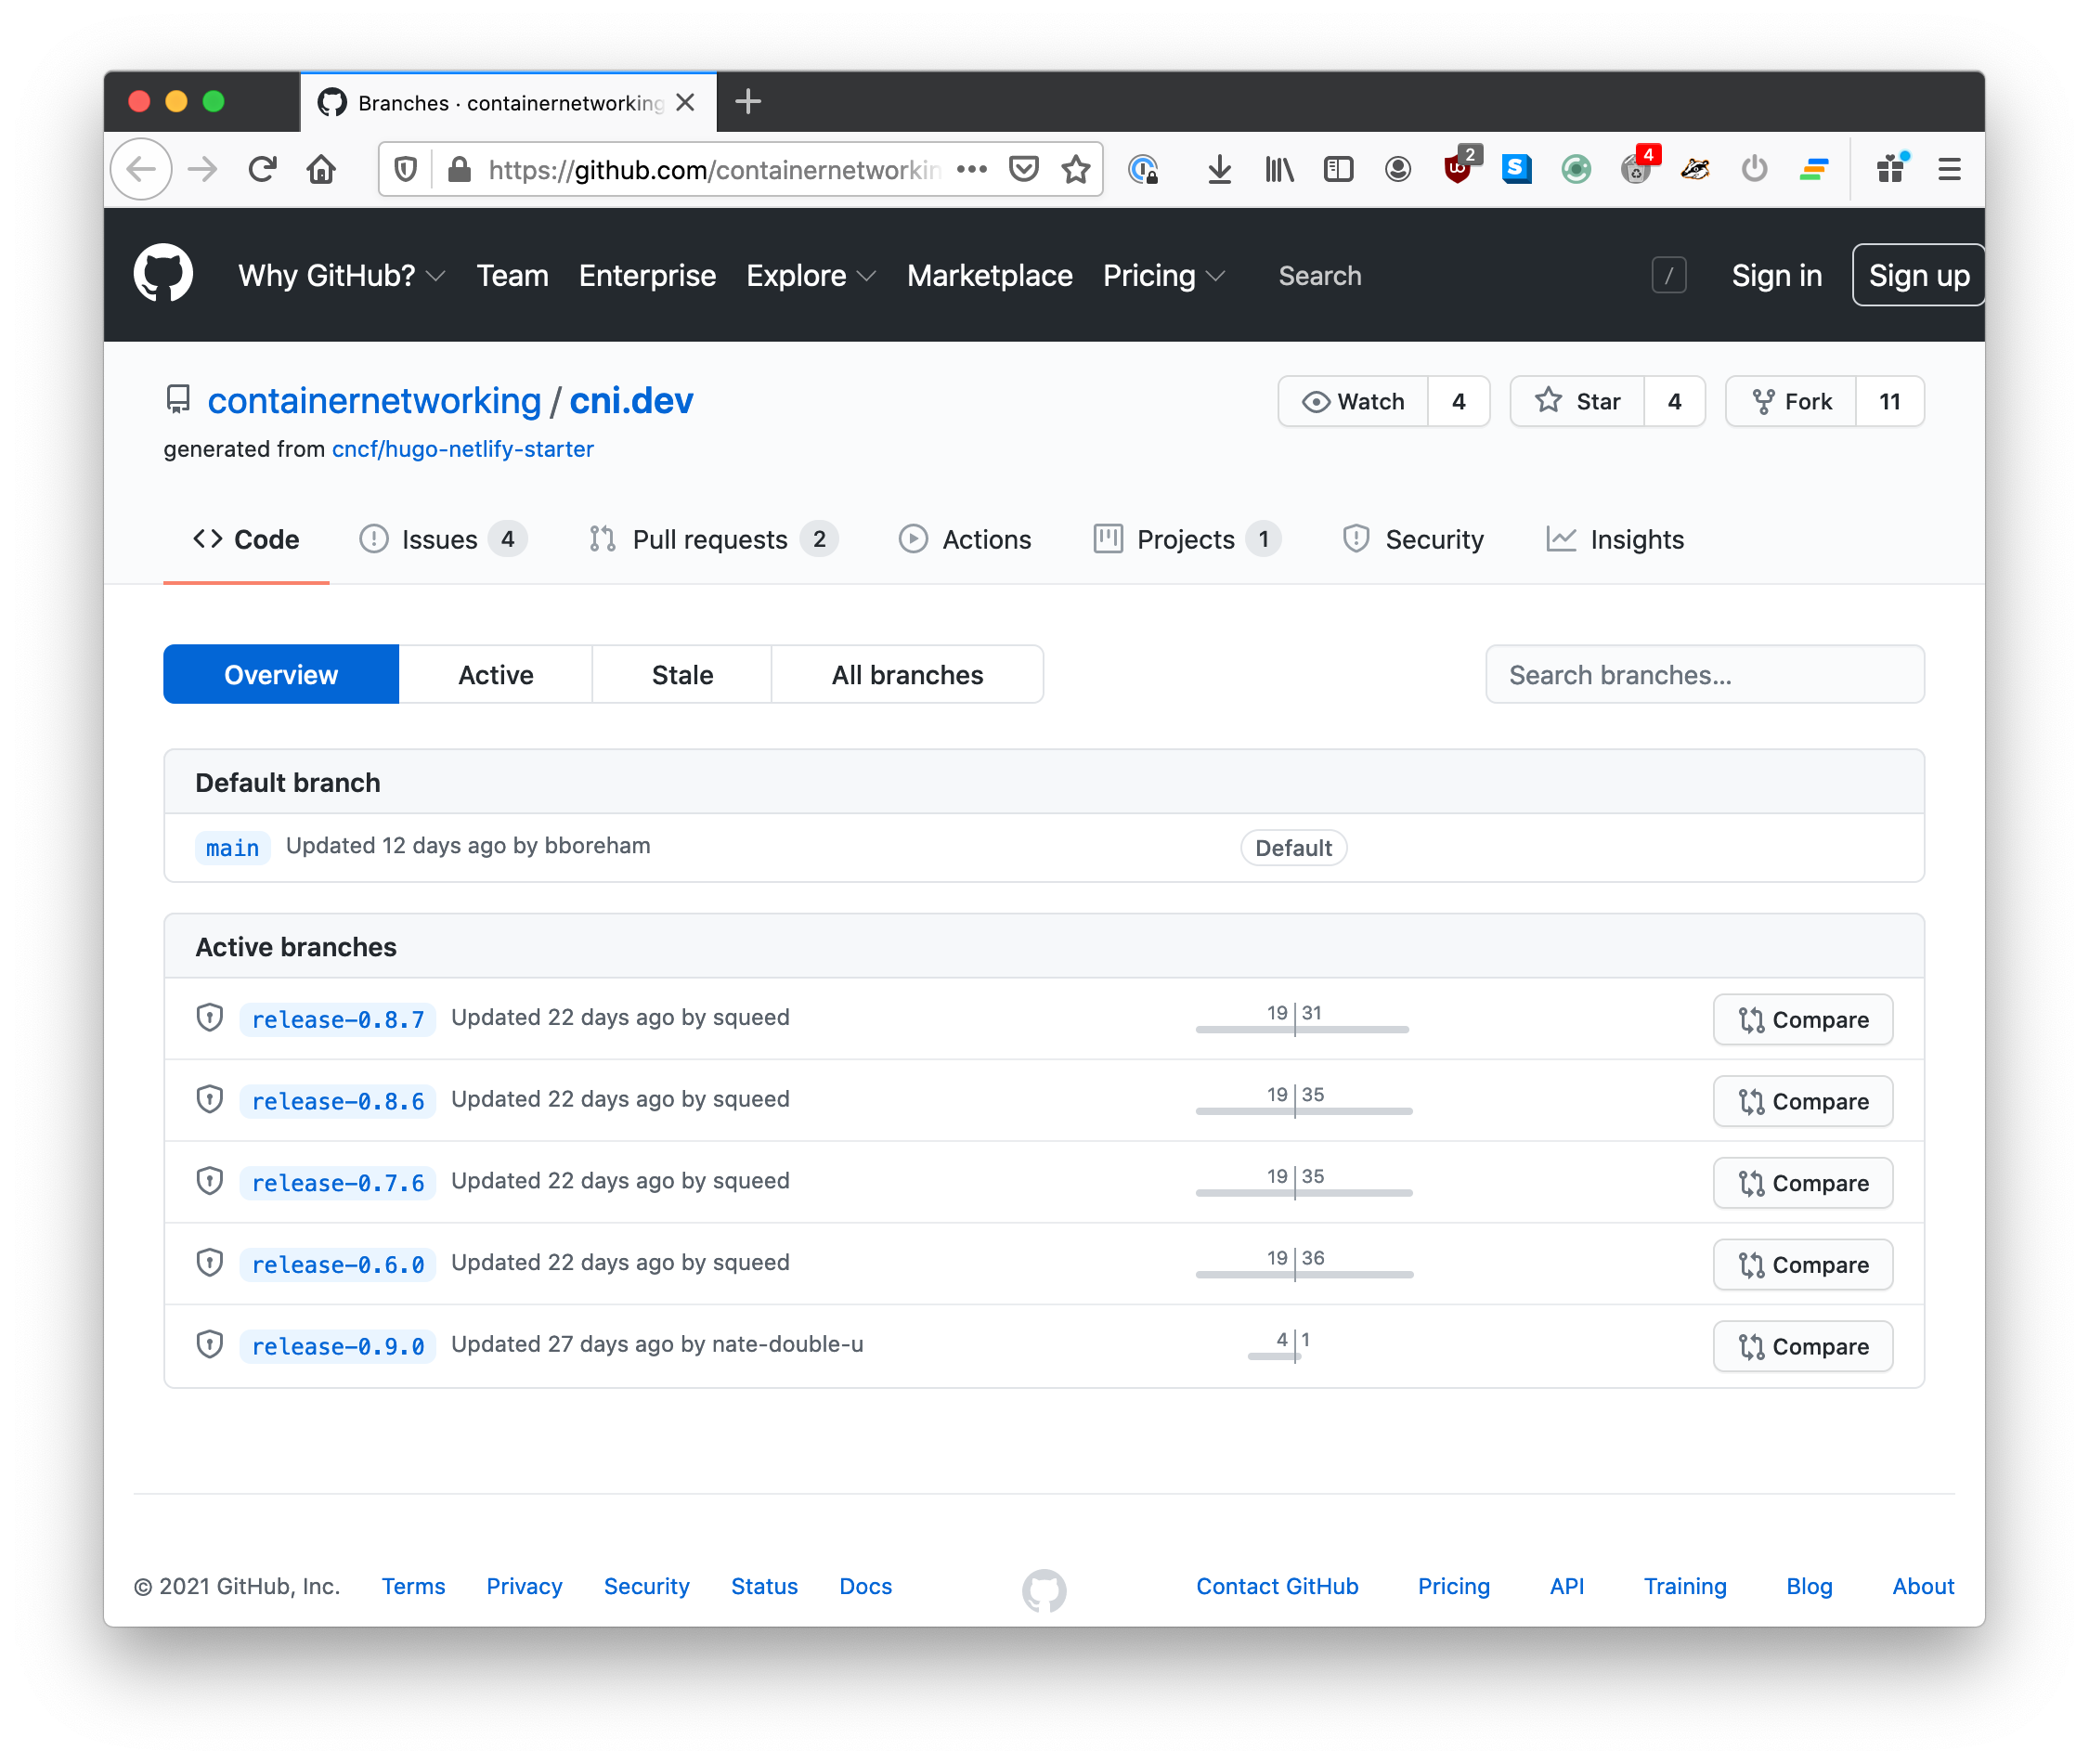 Branches · containernetworking
https://github.com/containernetworkin
2
S
4
Why GitHub? Team Enterprise Explore Marketplace Pricing Search / Sign in Sign up
containernetworking / cni.dev
Watch 4 Star 4 Fork 11
generated from cncf/hugo-netlify-starter
Code Issues 4 Pull requests 2 Actions Projects 1 Security Insights
Overview Active Stale All branches Search branches...
Default branch
main Updated 12 days ago by bboreham Default
Active branches
release-0.8.7 Updated 22 days ago by squeed 19 31 Compare
release-0.8.6 Updated 22 days ago by squeed 19 35 Compare
release-0.7.6 Updated 22 days ago by squeed 19 35 Compare
release-0.6.0 Updated 22 days ago by squeed 19 36 Compare
release-0.9.0 Updated 27 days ago by nate-double-u 4 1 Compare
© 2021 GitHub, Inc. Terms Privacy Security Status Docs Contact GitHub Pricing API Training Blog About